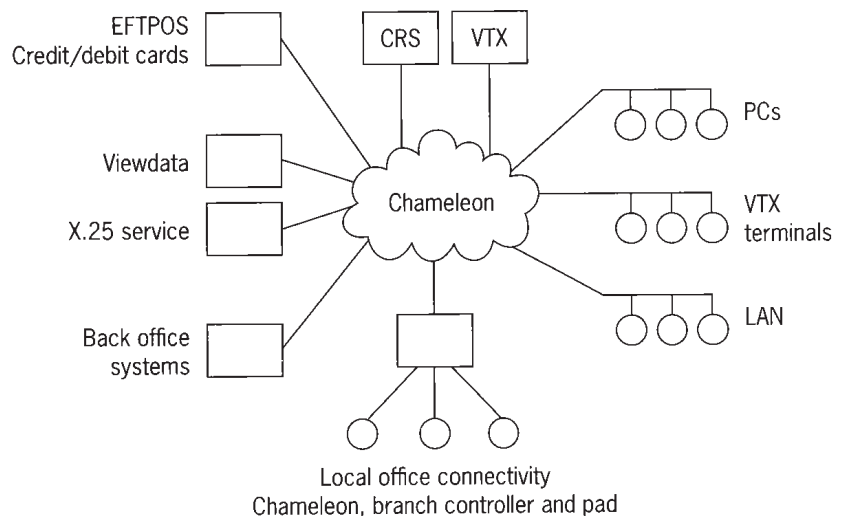 EFTPOS
Credit/debit cards
CRS
VTX
PCs
Viewdata
Chameleon
VTX
terminals
X.25 service
LAN
Back office
systems
Local office connectivity
Chameleon, branch controller and pad